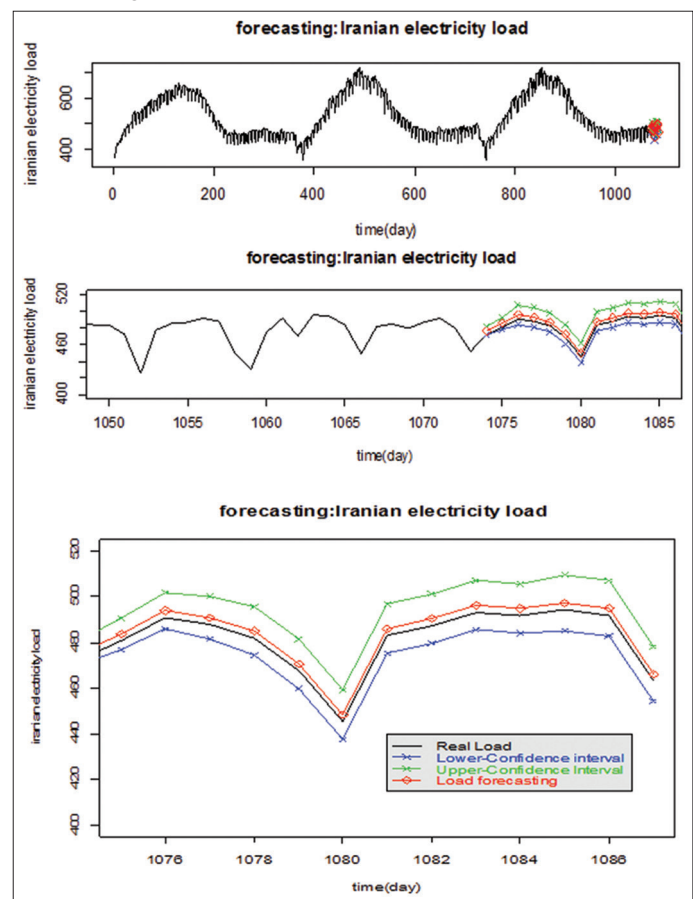 forecasting:Iranian electricity load
iranian electricity load
600
400
0 200 400 600 800 1000
time(day)
forecasting:Iranian electricity load
iranian electricity load
520
460
400
1050 1055 1060 1065 1070 1075 1080 1085
time(day)
forecasting:Iranian electricity load
iranian electricity load
520
500
480
460
440
420
400
Real Load
Lower-Confidence interval
Upper-Confidence Interval
Load forecasting
1076 1078 1080 1082 1084 1086
time(day)